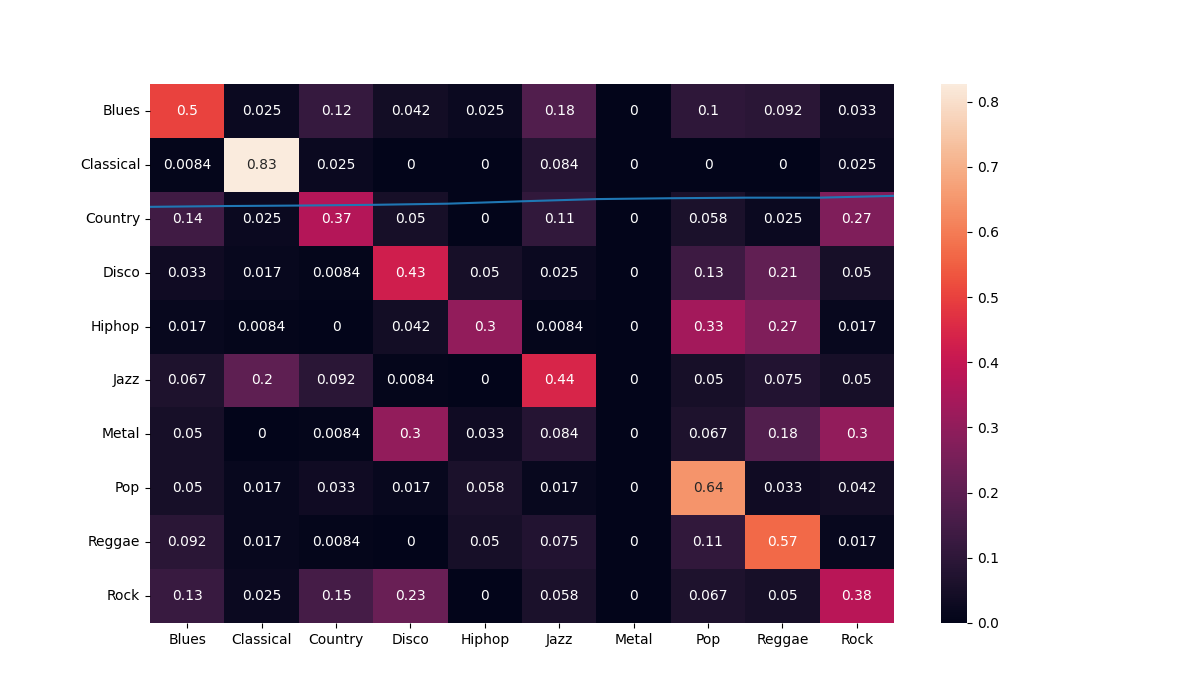 Blues 0.5 0.025 0.12 0.042 0.025 0.18 0 0.1 0.092 0.033
Classical 0.0084 0.83 0.025 0 0 0.084 0 0 0 0.025
Country 0.14 0.025 0.37 0.05 0 0.11 0 0.058 0.025 0.27
Disco 0.033 0.017 0.0084 0.43 0.05 0.025 0 0.13 0.21 0.05
Hiphop 0.017 0.0084 0 0.042 0.3 0.0084 0 0.33 0.27 0.017
Jazz 0.067 0.2 0.092 0.0084 0 0.44 0 0.05 0.075 0.05
Metal 0.05 0 0.0084 0.3 0.033 0.084 0 0.067 0.18 0.3
Pop 0.05 0.017 0.033 0.017 0.058 0.017 0 0.64 0.033 0.042
Reggae 0.092 0.017 0.0084 0 0.05 0.075 0 0.11 0.57 0.017
Rock 0.13 0.025 0.15 0.23 0 0.058 0 0.067 0.05 0.38
Blues Classical Country Disco Hiphop Jazz Metal Pop Reggae Rock
0.8
0.7
0.6
0.5
0.4
0.3
0.2
0.1
0.0